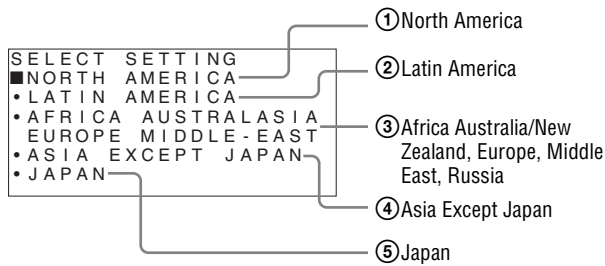 SELECT SETTING
■NORTH AMERICA
•LATIN AMERICA
•AFRICA AUSTRALASIA
EUROPE MIDDLE-EAST
•ASIA EXCEPT JAPAN
•JAPAN
①North America
②Latin America
③Africa Australia/New
Zealand, Europe, Middle
East, Russia
④Asia Except Japan
⑤Japan